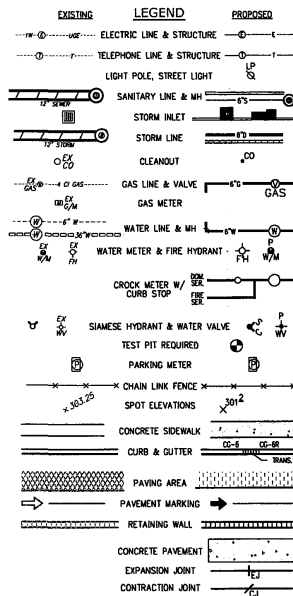 EXISTING LEGEND PROPOSED
ELECTRIC LINE & STRUCTURE E E
TELEPHONE LINE & STRUCTURE T T
LIGHT POLE, STREET LIGHT LP
12" SEWER SANITARY LINE & MH 6"S
STORM INLET
12" STORM STORM LINE 8"D
EX CO CLEANOUT CO
EX GAS 4 CI GAS GAS LINE & VALVE 6"G V GAS
EX G/M GAS METER
W 6" W
W 36"W WATER LINE & MH 6"W W
EX W/M EX FH WATER METER & FIRE HYDRANT FH P W/M
CROCK METER W/ CURB STOP DOM. SER. FIRE SER.
EX WV SIAMESE HYDRANT & WATER VALVE P WV
TEST PIT REQUIRED
P PARKING METER P
CHAIN LINK FENCE
303.25 SPOT ELEVATIONS 301.2
CONCRETE SIDEWALK
CURB & GUTTER CG-6 CG-6R TRANS.
PAVING AREA
PAVEMENT MARKING
RETAINING WALL
CONCRETE PAVEMENT
EXPANSION JOINT EJ
CONTRACTION JOINT CJ